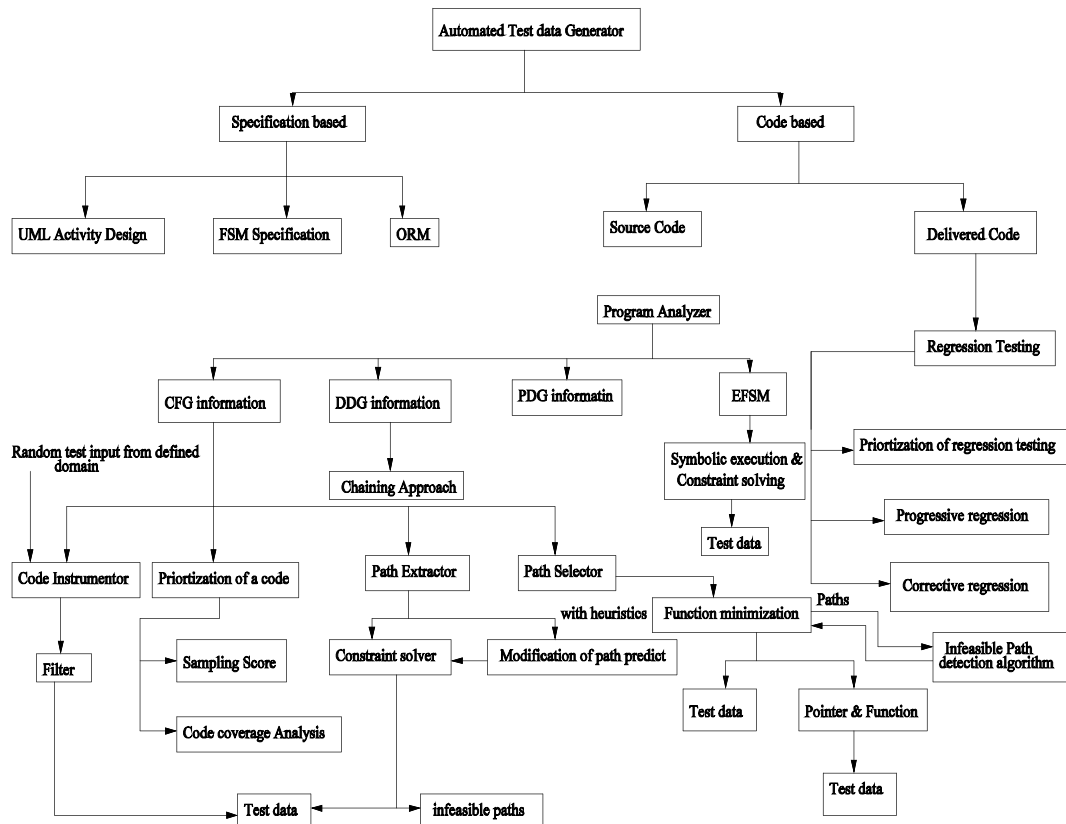 Automated Test data Generator
Specification based
Code based
UML Activity Design
FSM Specification
ORM
Source Code
Delivered Code
Program Analyzer
Regression Testing
CFG information
DDG information
PDG informatin
EFSM
Random test input from defined
domain
Priortization of regression testing
Symbolic execution &
Constraint solving
Chaining Approach
Progressive regression
Test data
Code Instrumentor
Priortization of a code
Path Extractor
Path Selector
Corrective regression
with heuristics
Function minimization
Paths
Filter
Sampling Score
Constraint solver
Modification of path predict
Infeasible Path
detection algorithm
Test data
Pointer & Function
Code coverage Analysis
Test data
Test data
infeasible paths